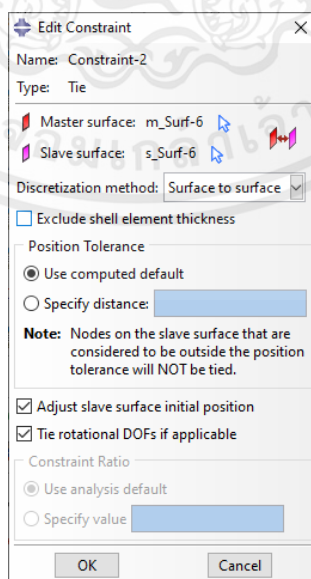 Edit Constraint
Name: Constraint-2
Type: Tie
Master surface: m_Surf-6
Slave surface: s_Surf-6
Discretization method: Surface to surface
Exclude shell element thickness
Position Tolerance
Use computed default
Specify distance:
Note: Nodes on the slave surface that are
considered to be outside the position
tolerance will NOT be tied.
Adjust slave surface initial position
Tie rotational DOFs if applicable
Constraint Ratio
Use analysis default
Specify value
OK Cancel